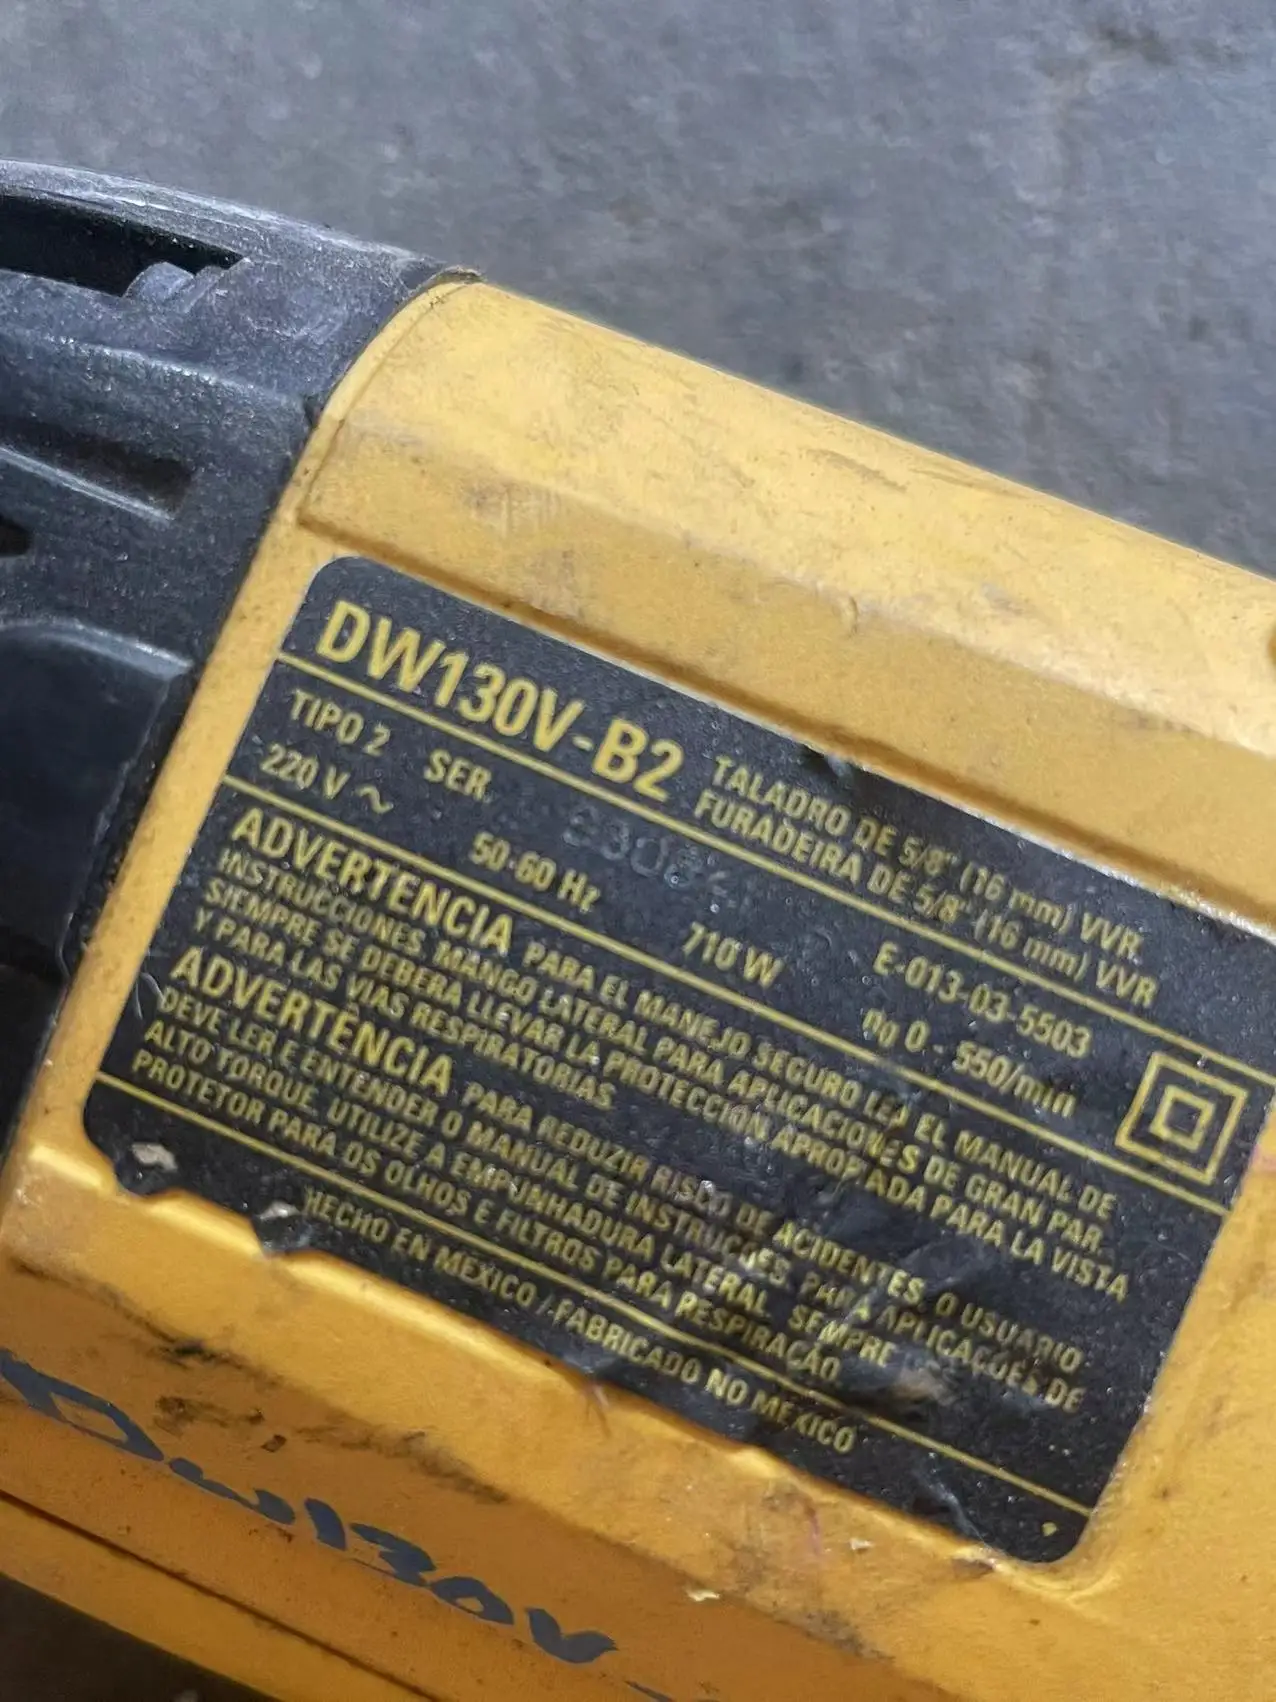 DW130V-B2
TALADRO DE 5/8" (16 mm) VVR
FURADEIRA DE 5/8" (16 mm) VVR
TIPO 2 SER. E-013-03-5503
220 V ~ 50-60 Hz 710 W n₀ 0 - 550/min
ADVERTENCIA PARA EL MANEJO SEGURO LEA EL MANUAL DE
INSTRUCCIONES. MANGO LATERAL PARA APLICACIONES DE GRAN PAR.
SIEMPRE SE DEBERA LLEVAR LA PROTECCION APROPIADA PARA LA VISTA
Y PARA LAS VIAS RESPIRATORIAS.
ADVERTÊNCIA PARA REDUZIR RISCO DE ACIDENTES, O USUARIO
DEVE LER E ENTENDER O MANUAL DE INSTRUÇÕES. PARA APLICAÇÕES DE
ALTO TORQUE, UTILIZE A EMPUNHADURA LATERAL. SEMPRE
PROTETOR PARA OS OLHOS E FILTROS PARA RESPIRAÇÃO.
HECHO EN MEXICO / FABRICADO NO MEXICO
Dw130v